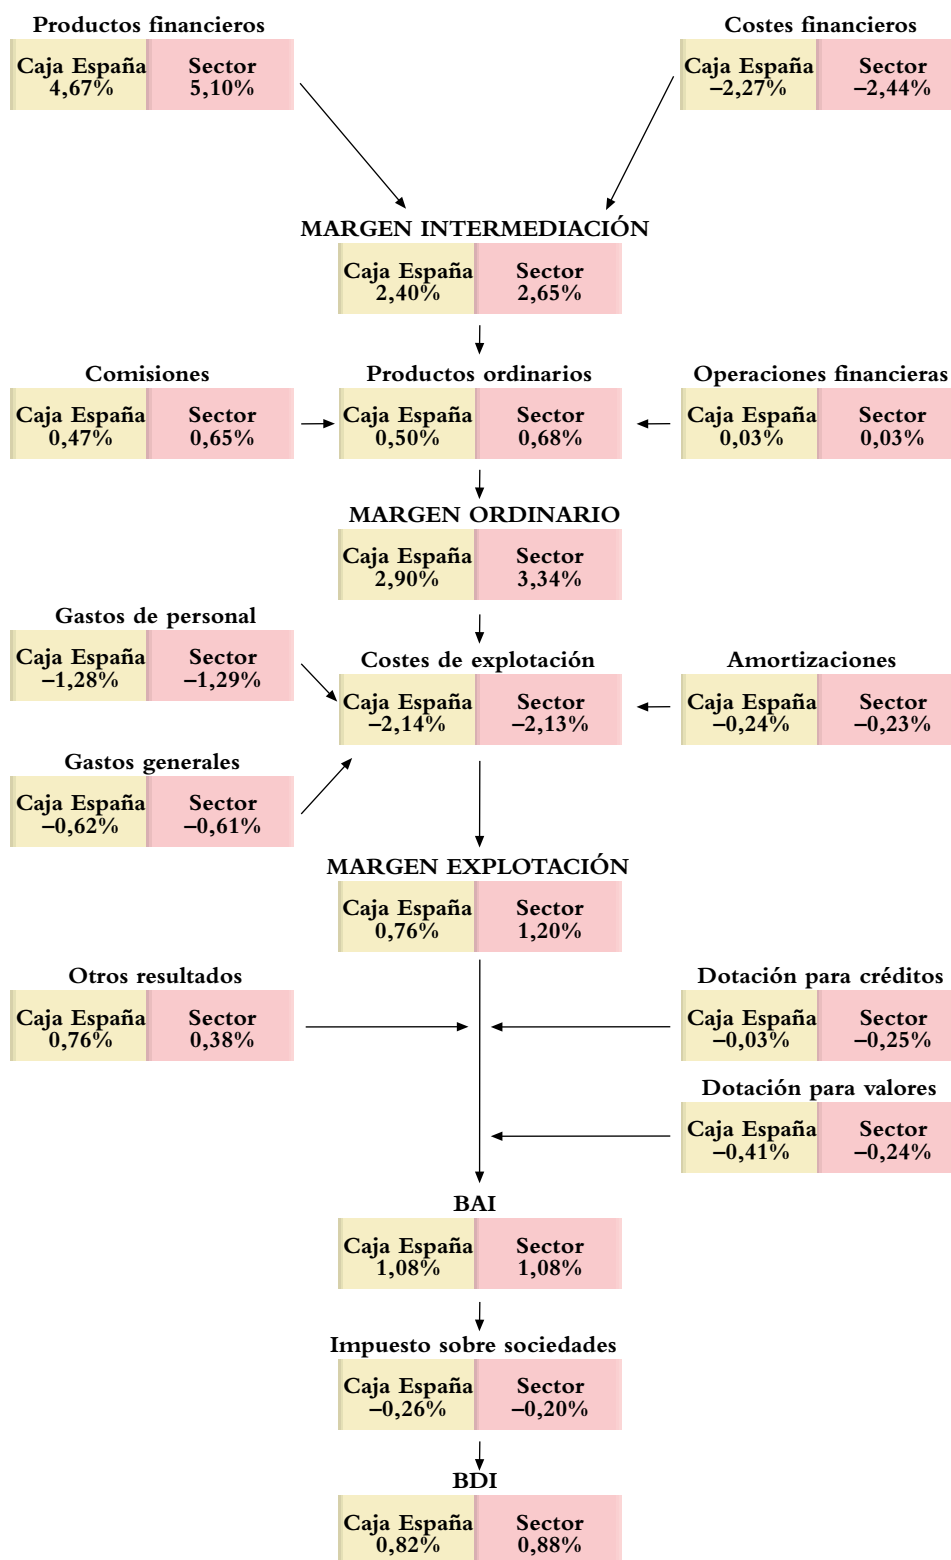 Productos financieros
Costes financieros
Caja España Sector
4,67% 5,10%
Caja España Sector
–2,27% –2,44%
MARGEN INTERMEDIACIÓN
Caja España Sector
2,40% 2,65%
Comisiones
Productos ordinarios
Operaciones financieras
Caja España Sector
0,47% 0,65%
Caja España Sector
0,50% 0,68%
Caja España Sector
0,03% 0,03%
MARGEN ORDINARIO
Caja España Sector
2,90% 3,34%
Gastos de personal
Caja España Sector
–1,28% –1,29%
Costes de explotación
Caja España Sector
–2,14% –2,13%
Amortizaciones
Caja España Sector
–0,24% –0,23%
Gastos generales
Caja España Sector
–0,62% –0,61%
MARGEN EXPLOTACIÓN
Caja España Sector
0,76% 1,20%
Otros resultados
Caja España Sector
0,76% 0,38%
Dotación para créditos
Caja España Sector
–0,03% –0,25%
Dotación para valores
Caja España Sector
–0,41% –0,24%
BAI
Caja España Sector
1,08% 1,08%
Impuesto sobre sociedades
Caja España Sector
–0,26% –0,20%
BDI
Caja España Sector
0,82% 0,88%